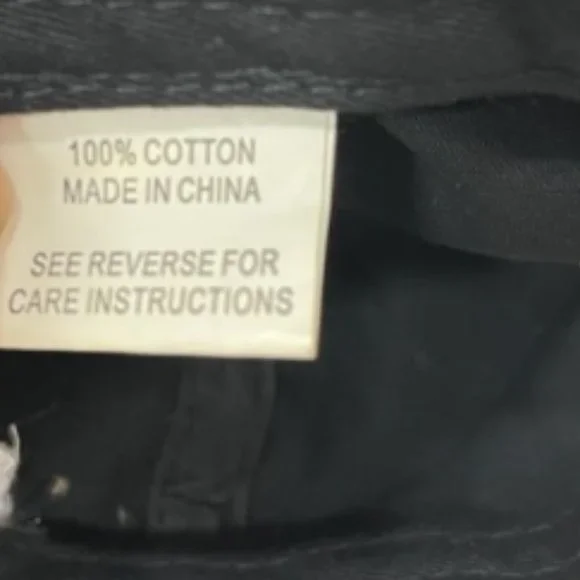 100% COTTON
MADE IN CHINA
SEE REVERSE FOR
CARE INSTRUCTIONS